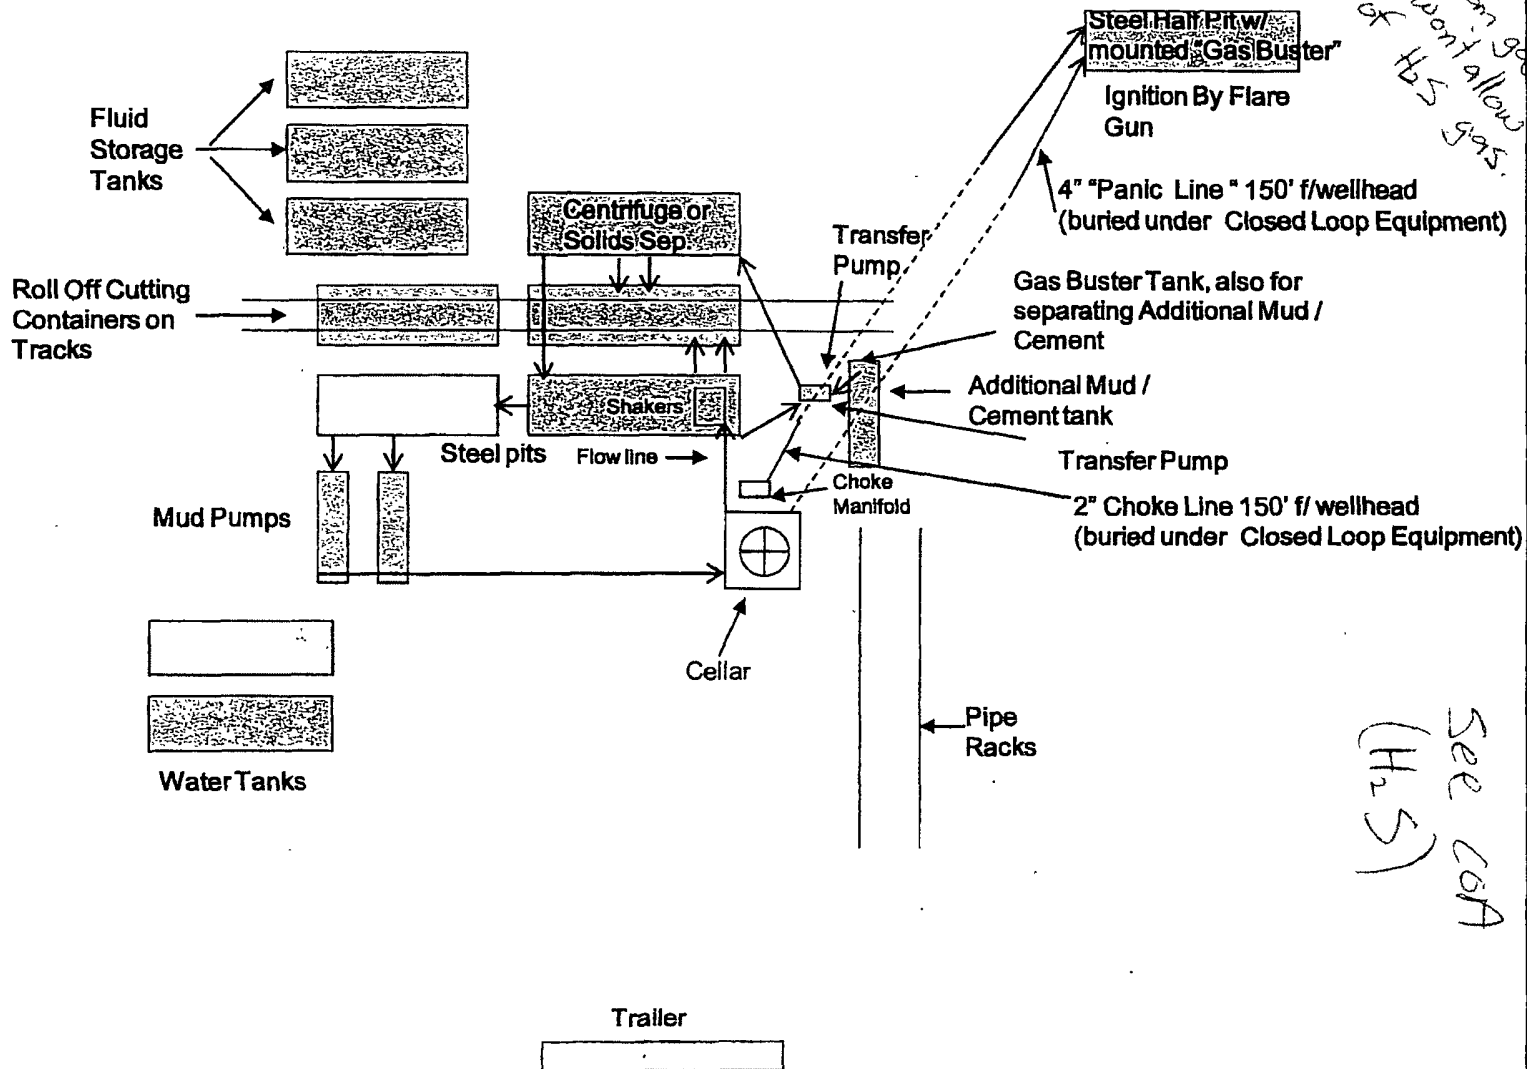 Steel Half Pit w/
mounted "Gas Buster"
won't allow
of H2S gas.
Ignition By Flare
Gun
Fluid
Storage
Tanks
4" "Panic Line " 150' f/wellhead
(buried under Closed Loop Equipment)
Centrifuge or
Solids Sep.
Transfer
Pump
Gas Buster Tank, also for
separating Additional Mud /
Cement
Roll Off Cutting
Containers on
Tracks
Additional Mud /
Cement tank
Shakers
Steel pits
Flow line
Transfer Pump
Choke
Manifold
2" Choke Line 150' f/ wellhead
(buried under Closed Loop Equipment)
Mud Pumps
Cellar
Pipe
Racks
Water Tanks
See COA
(H2S)
Trailer